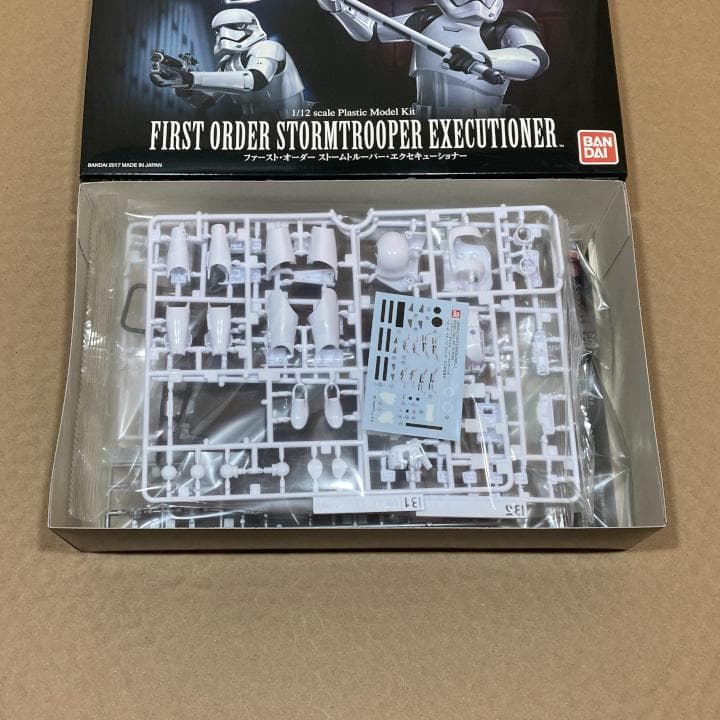 1/12 scale Plastic Model Kit
FIRST ORDER STORMTROOPER EXECUTIONER™
ファースト・オーダー ストームトルーパー・エクセキューショナー
BAN
DAI
BANDAI 2017 MADE IN JAPAN